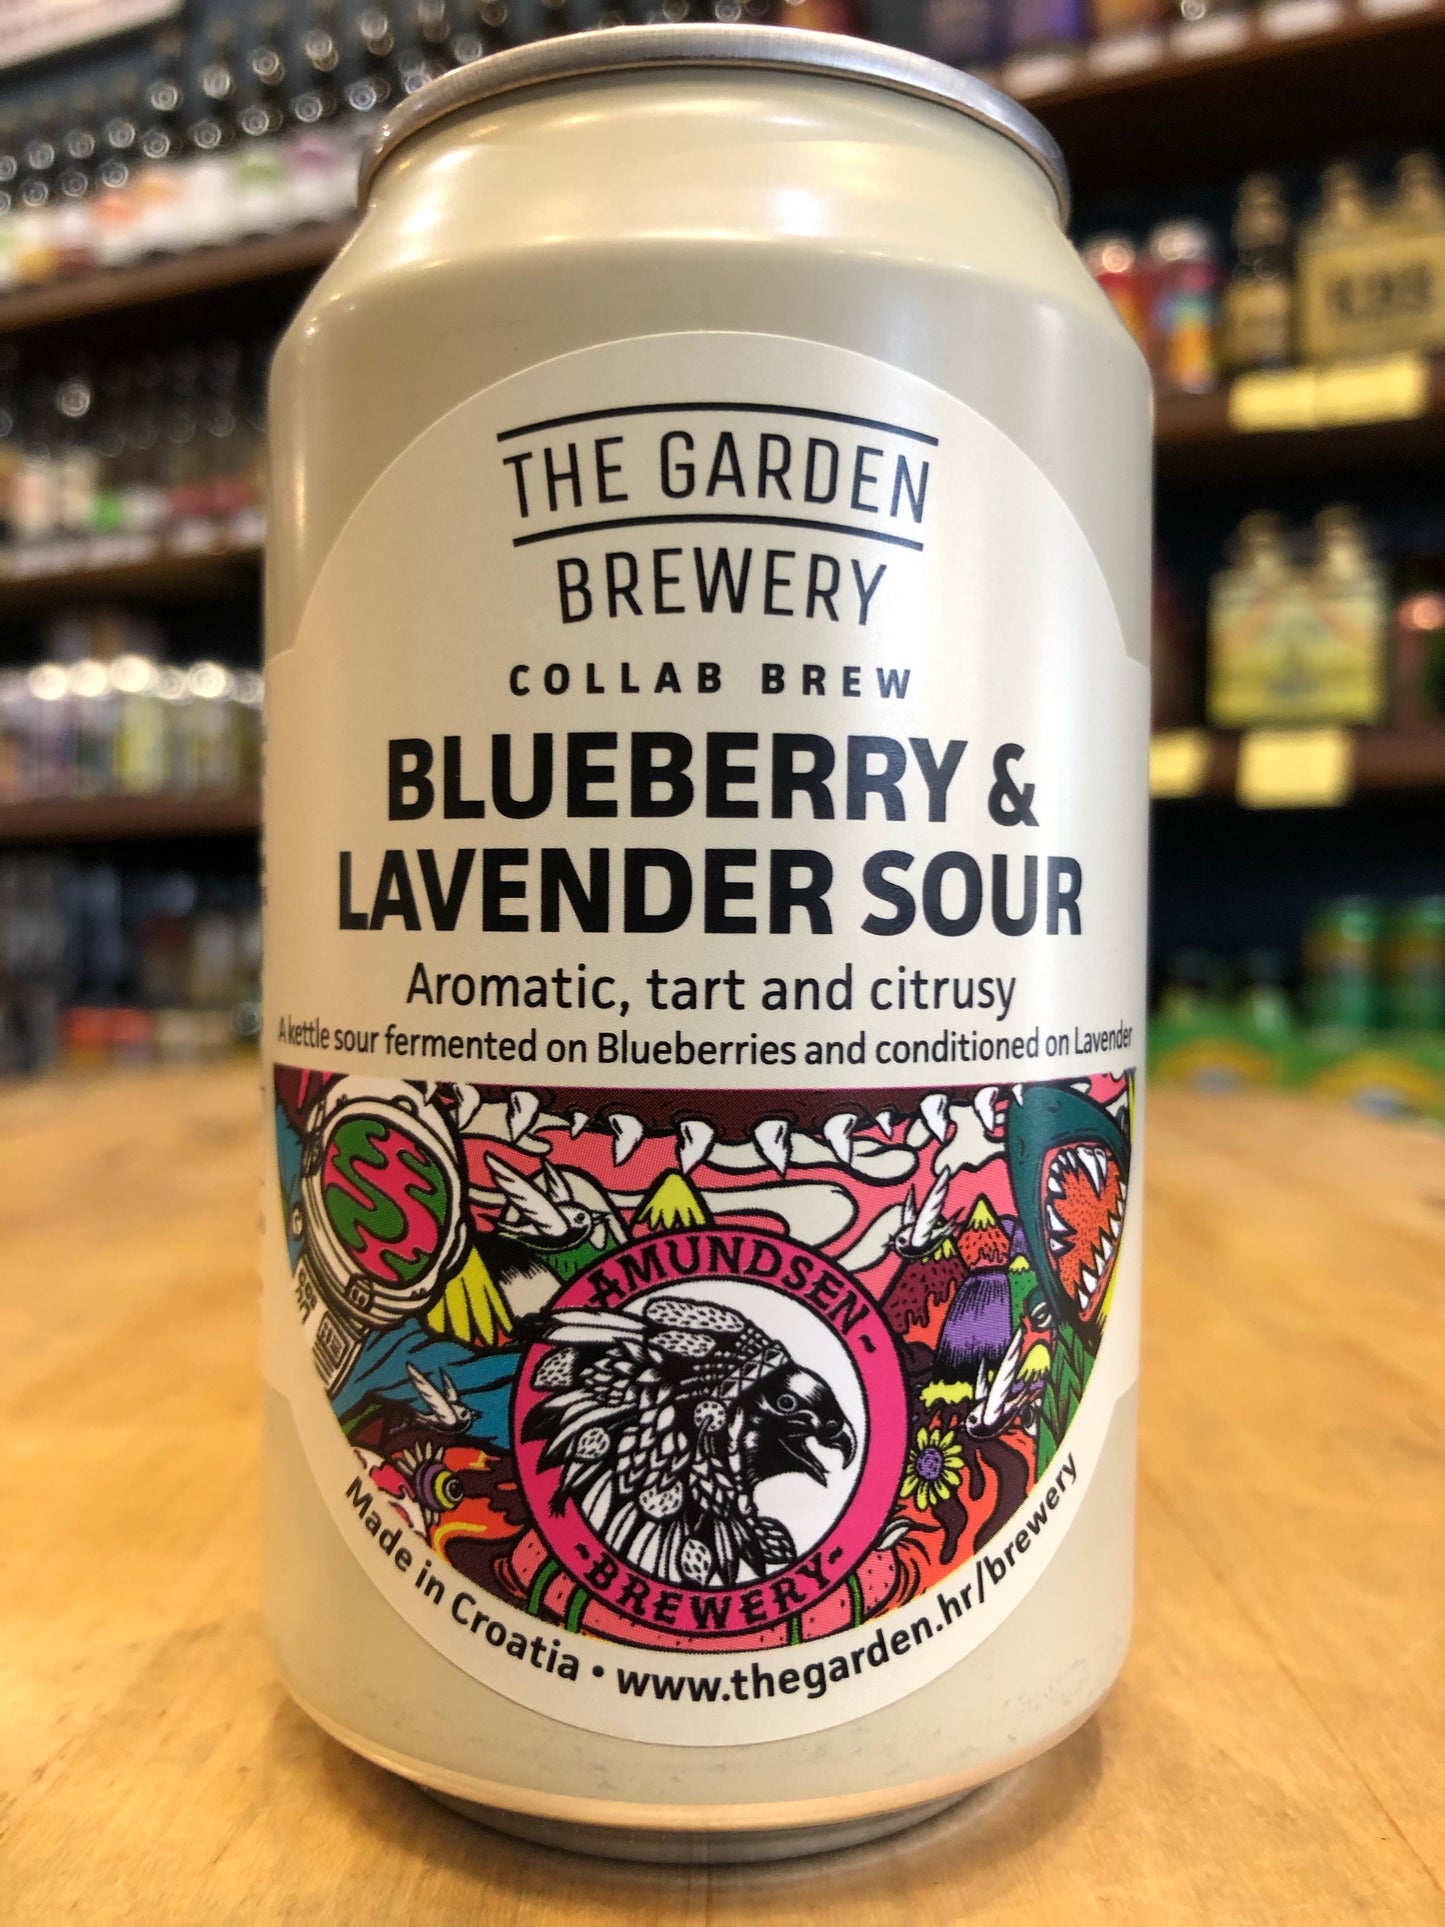 THE GARDEN
BREWERY
COLLAB BREW
BLUEBERRY &
LAVENDER SOUR
Aromatic, tart and citrusy
A kettle sour fermented on Blueberries and conditioned on Lavender
AMUNDSEN
- BREWERY -
Made in Croatia • www.thegarden.hr/brewery
KBS